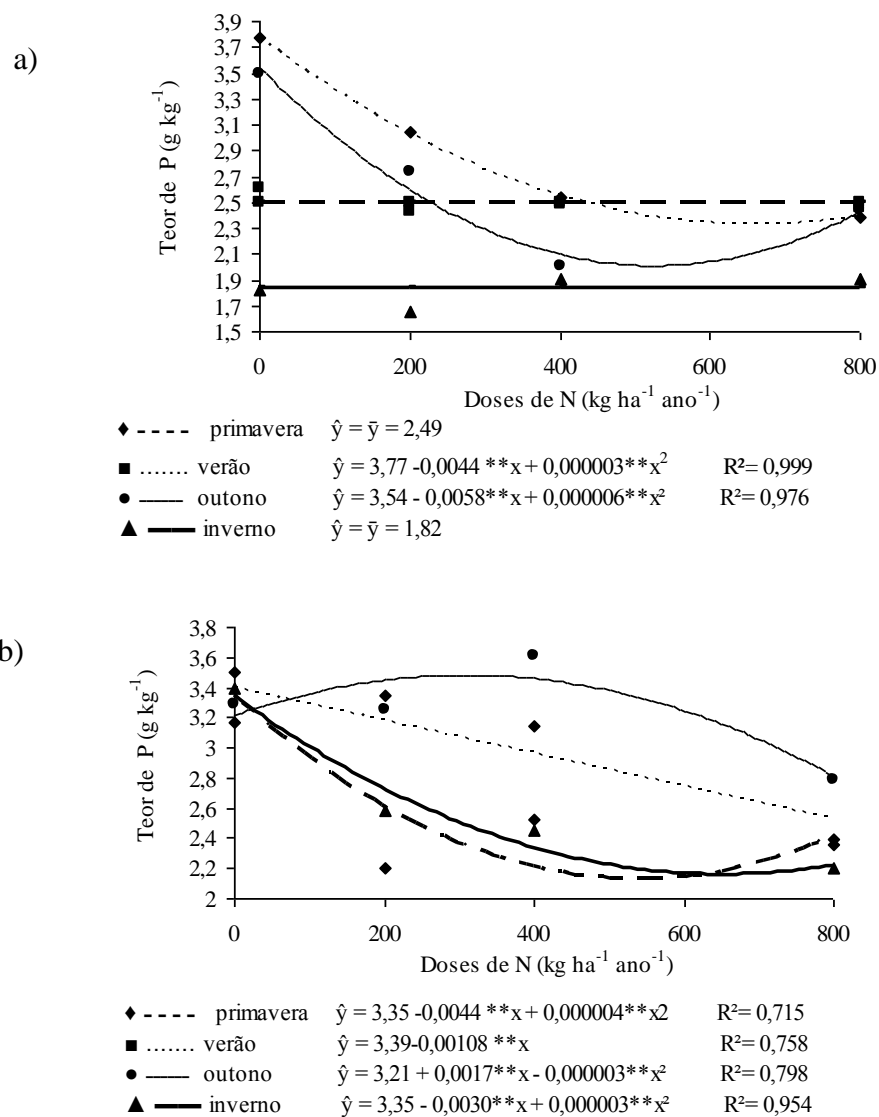 a)
3,9
3,7
3,5
3,3
3,1
2,9
2,7
2,5
2,3
2,1
1,9
1,7
1,5
Teor de P (g kg⁻¹)
0 200 400 600 800
Doses de N (kg ha⁻¹ ano⁻¹)
primavera ŷ = ȳ = 2,49
verão ŷ = 3,77 -0,0044 **x + 0,000003**x² R²= 0,999
outono ŷ = 3,54 - 0,0058**x + 0,000006**x² R²= 0,976
inverno ŷ = ȳ = 1,82
b)
3,8
3,6
3,4
3,2
3
2,8
2,6
2,4
2,2
2
Teor de P (g kg⁻¹)
0 200 400 600 800
Doses de N (kg ha⁻¹ ano⁻¹)
primavera ŷ = 3,35 -0,0044 **x + 0,000004**x2 R²= 0,715
verão ŷ = 3,39-0,00108 **x R²= 0,758
outono ŷ = 3,21 + 0,0017**x - 0,000003**x² R²= 0,798
inverno ŷ = 3,35 - 0,0030**x + 0,000003**x² R²= 0,954